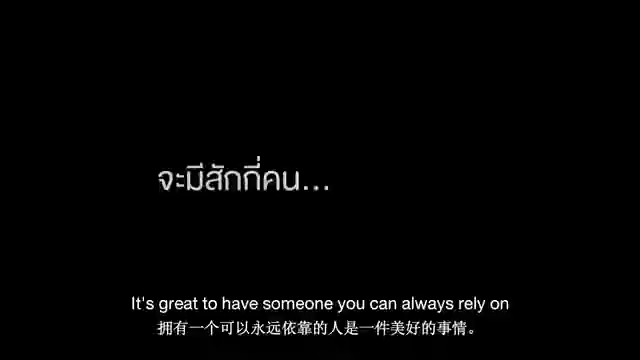 จะมีสักกี่คน...
It's great to have someone you can always rely on
拥有一个可以永远依靠的人是一件美好的事情。